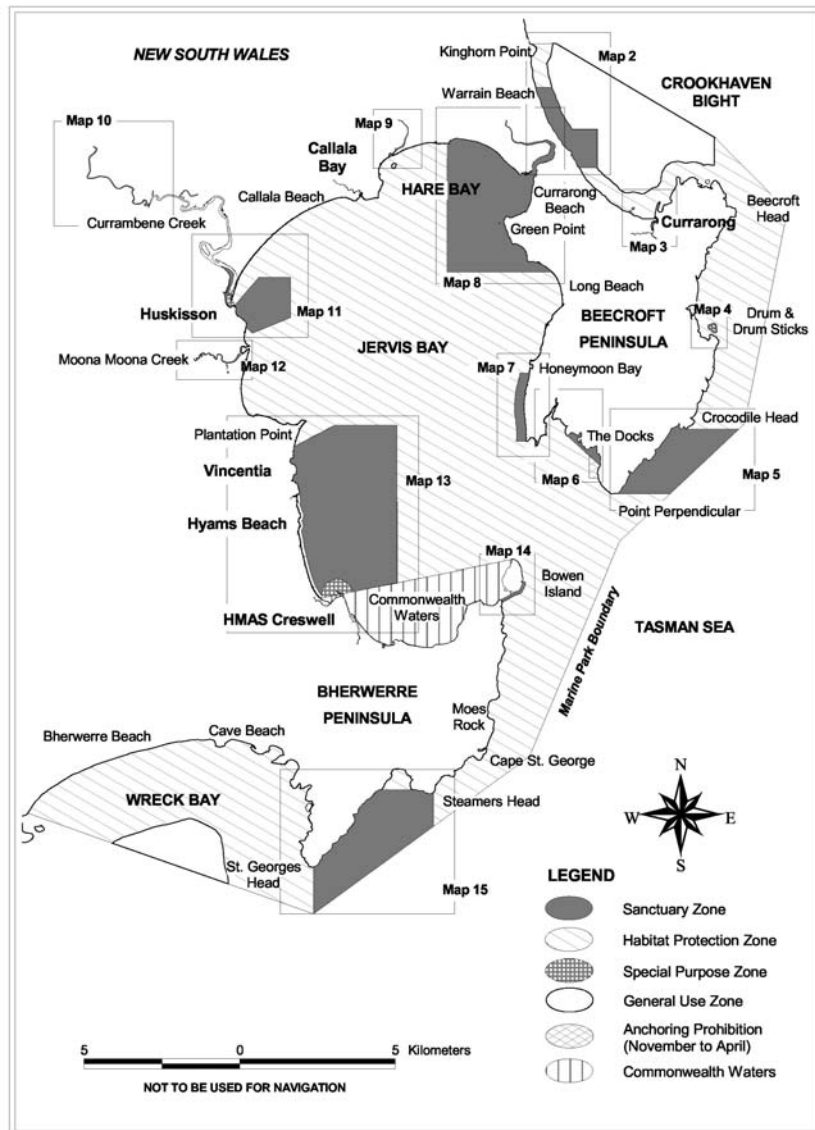 NEW SOUTH WALES
Kinghorn Point
Map 2
CROOKHAVEN
BIGHT
Warrain Beach
Map 10
Map 9
Callala
Bay
HARE BAY
Callala Beach
Currambene Creek
Currarong
Beach
Green Point
Currarong
Map 3
Beecroft
Head
Map 8
Long Beach
Huskisson
Map 11
BEECROFT
PENINSULA
Map 4
Drum &
Drum Sticks
JERVIS BAY
Moona Moona Creek
Map 12
Map 7
Honeymoon Bay
Plantation Point
Crocodile Head
The Docks
Vincentia
Map 13
Map 6
Map 5
Hyams Beach
Point Perpendicular
Map 14
Bowen
Island
HMAS Creswell
Commonwealth
Waters
Marine Park Boundary
TASMAN SEA
BHERWERRE
PENINSULA
Moes
Rock
Bherwerre Beach
Cave Beach
Cape St. George
WRECK BAY
Steamers Head
St. Georges
Head
Map 15
N
W
E
S
LEGEND
Sanctuary Zone
Habitat Protection Zone
Special Purpose Zone
General Use Zone
Anchoring Prohibition
(November to April)
Commonwealth Waters
5 0 5 Kilometers
NOT TO BE USED FOR NAVIGATION